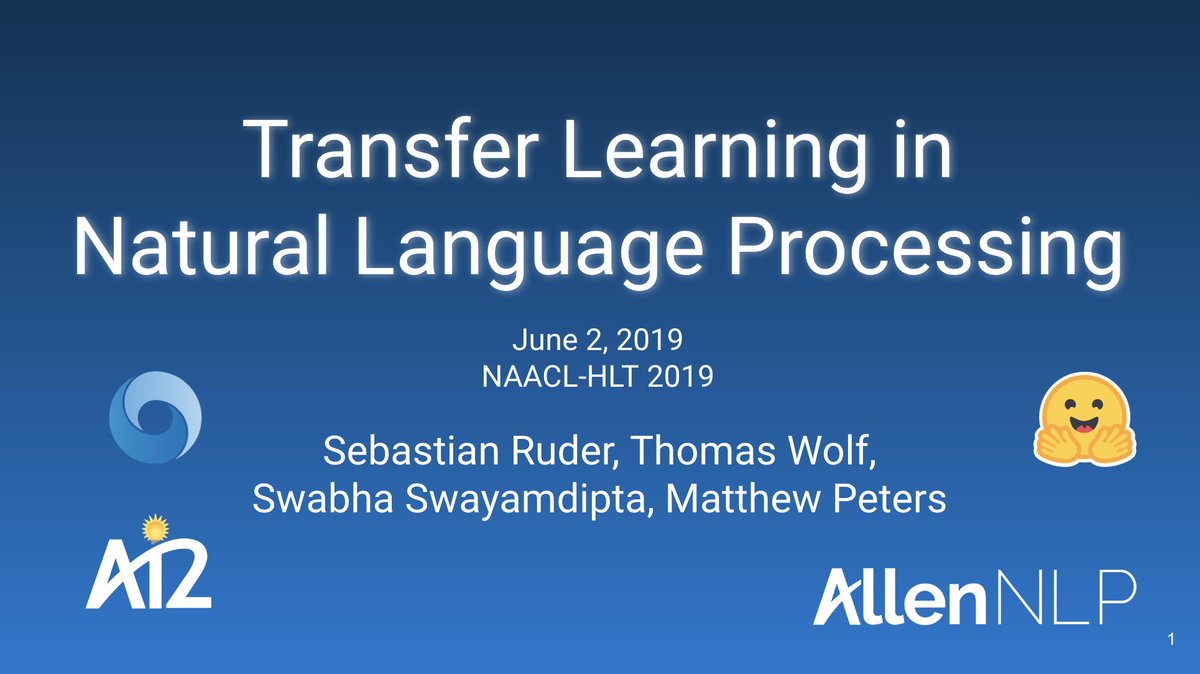 Transfer Learning in
Natural Language Processing
June 2, 2019
NAACL-HLT 2019
Sebastian Ruder, Thomas Wolf,
Swabha Swayamdipta, Matthew Peters
AI2
AllenNLP
1